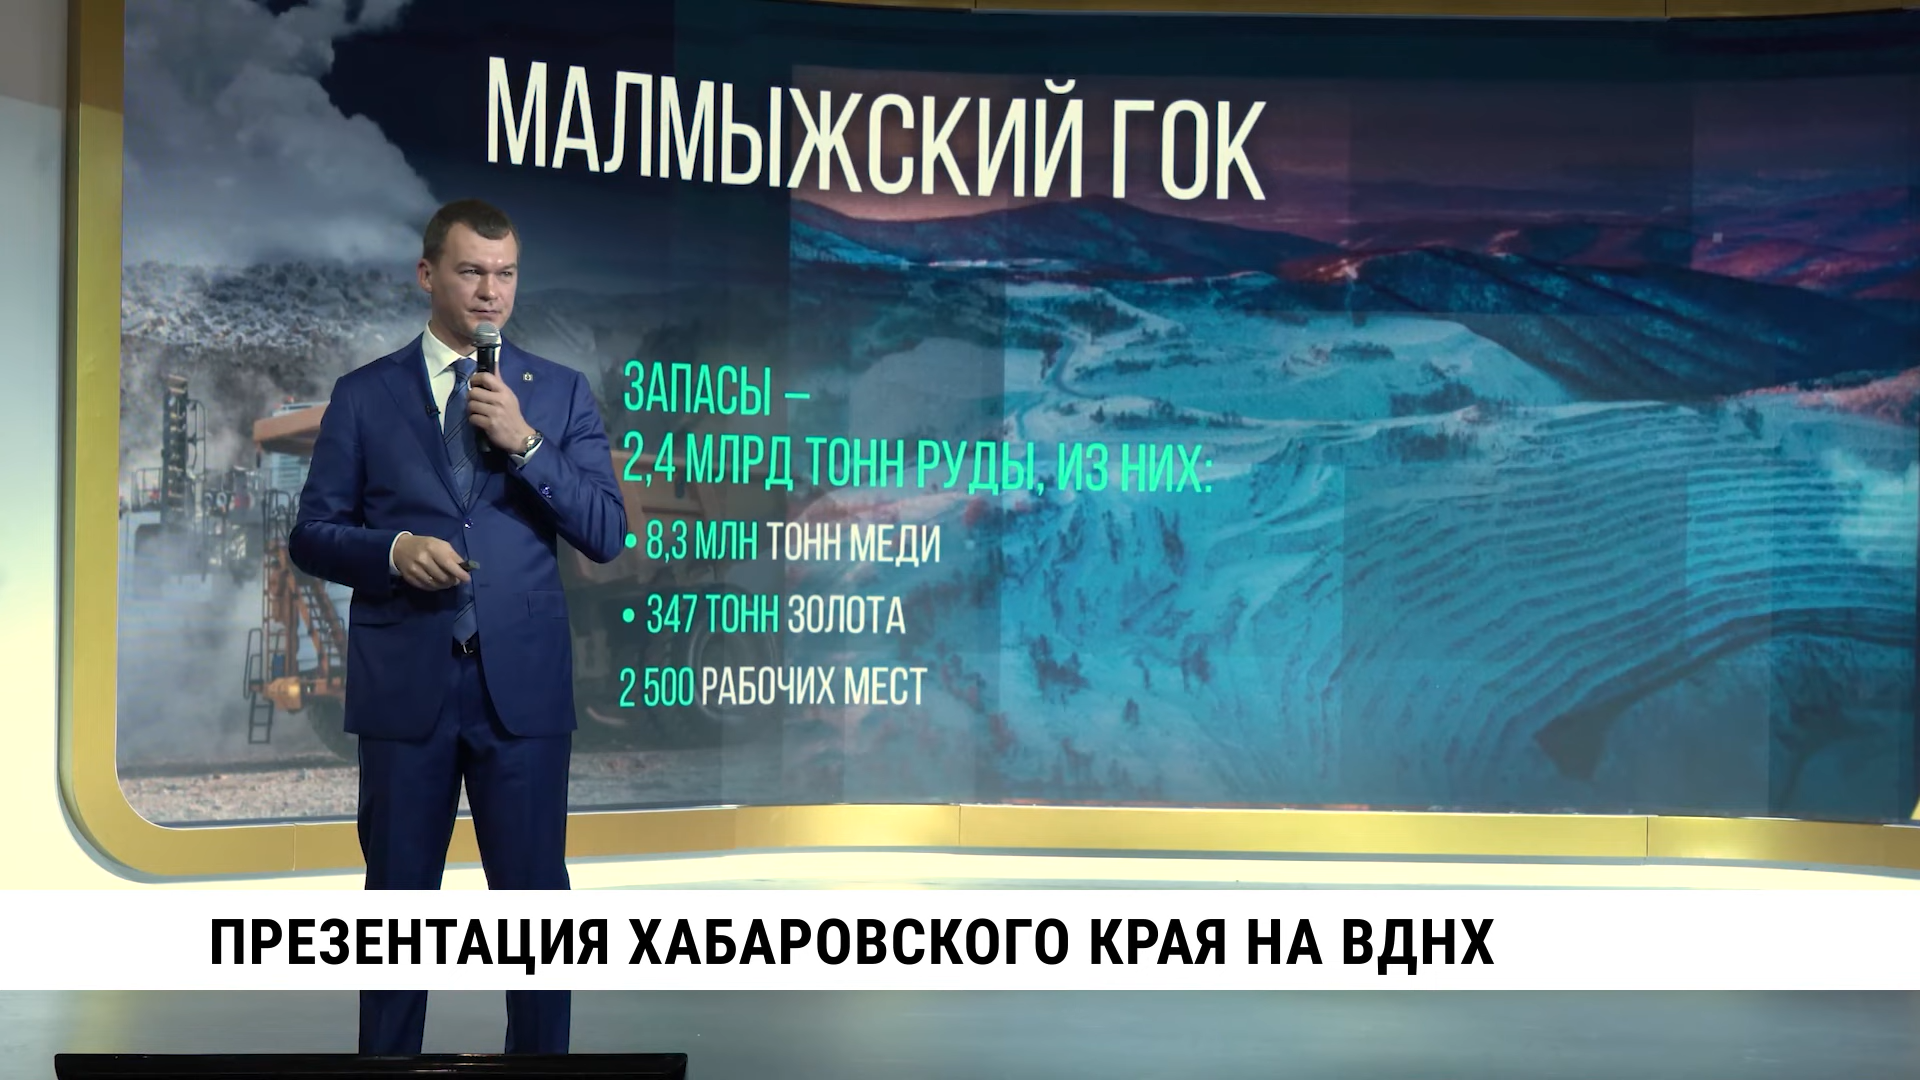 МАЛМЫЖСКИЙ ГОК
ЗАПАСЫ –
2,4 МЛРД ТОНН РУДЫ, ИЗ НИХ:
• 8,3 МЛН ТОНН МЕДИ
• 347 ТОНН ЗОЛОТА
2 500 РАБОЧИХ МЕСТ
ПРЕЗЕНТАЦИЯ ХАБАРОВСКОГО КРАЯ НА ВДНХ